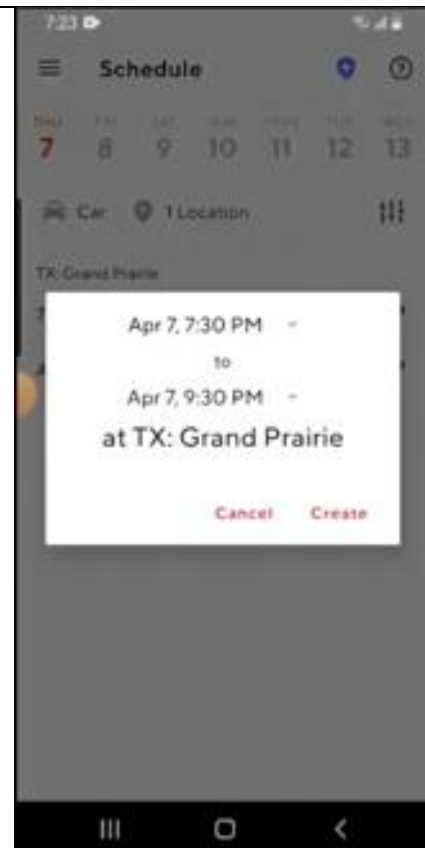 7:23
Schedule
THU FRI SAT SUN MON TUE WED
7 8 9 10 11 12 13
Car 1 Location
TX: Grand Prairie
Apr 7, 7:30 PM
to
Apr 7, 9:30 PM
at TX: Grand Prairie
Cancel Create